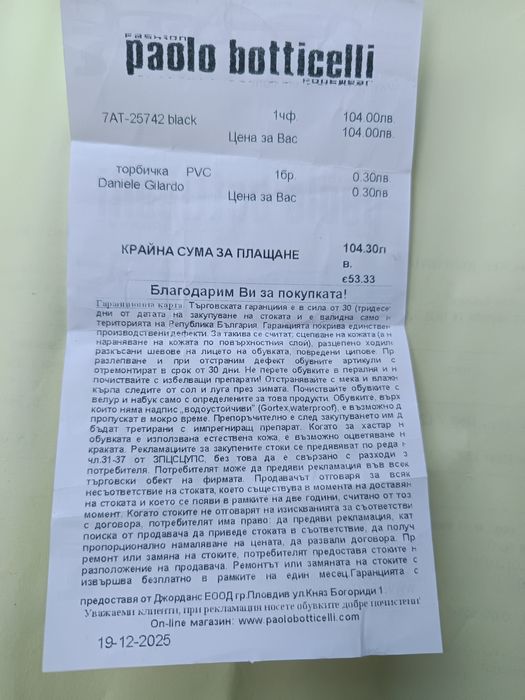 FASHION
paolo botticelli
FOOTWEAR
7AT-25742 black 1чф. 104.00лв.
Цена за Вас 104.00лв.
торбичка PVC 1бр. 0.30лв
Daniele Gilardo
Цена за Вас 0.30лв
КРАЙНА СУМА ЗА ПЛАЩАНЕ 104.30л
в.
€53.33
Благодарим Ви за покупката!
Гаранционна карта Търговската гаранция е в сила от 30 (тридесе
дни от датата на закупуване на стоката и е валидна само н
територията на Република България. Гаранцията покрива единствен
производствени дефекти. За такива се считат: сцепване на кожата (а н
нараняване на кожата по повърхностния слой), разцепено ходил
разкъсани шевове на лицето на обувката, повредени ципове. Пр
разлепване и при отстраним дефект обувните артикули с
отремонтират в срок от 30 дни. Не перете обувките в пералня и н
почиствайте с избелващи препарати! Отстранявайте с мека и влажн
кърпа следите от сол и луга през зимата. Почиствайте обувките с
велур и набук само с определените за това продукти. Обувките, върх
които няма надпис „водоустойчиви" (Gortex,waterproof), е възможно д
пропускат в мокро време. Препоръчително е след закупуването им д
бъдат третирани с импрегниращ препарат. Когато за хастар н
обувката е използвана естествена кожа, е възможно оцветяване н
краката. Рекламациите за закупените стоки се предявяват по реда
чл.31-37 от ЗПЦСЦУПС, без това да е свързано с разходи з
потребителя. Потребителят може да предяви рекламация във всек
търговски обект на фирмата. Продавачът отговаря за всяк
несъответствие на стоката, което съществува в момента на доставян
на стоката и което се появи в рамките на две години, считано от тоз
момент. Когато стоките не отговарят на изискванията за съответстви
с договора, потребителят има право: да предяви рекламация, кат
поиска от продавача да приведе стоката в съответствие, да получ
пропорционално намаляване на цената, да развали договора. Пр
ремонт или замяна на стоките, потребителят предоставя стоките н
разположение на продавача. Ремонтът или замяната на стоките с
извършва безплатно в рамките на един месец.Гаранцията с
предоставя от Джорданс ЕООД гр.Пловдив ул.Княз Богориди 1.
Уважаеми клиенти, при рекламация носете обувките добре почистени!
On-line магазин: www.paolobotticelli.com
19-12-2025